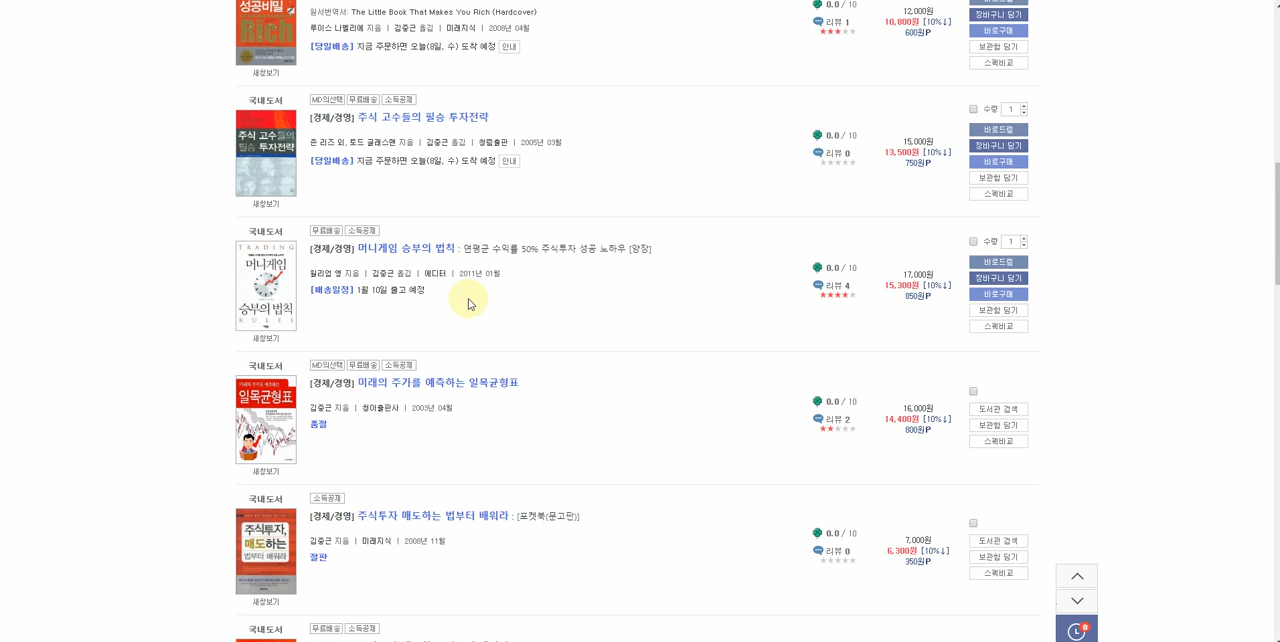 성공비밀
Rich
원서번역서: The Little Book That Makes You Rich (Hardcover)
루이스 나벨리에 지음 | 김중근 옮김 | 미래지식 | 2008년 04월
[당일배송] 지금 주문하면 오늘(8일, 수) 도착 예정 안내
새창보기
0.0 / 10
리뷰 1
12,000원
10,800원 [10%↓]
600원P
장바구니 담기
바로구매
보관함 담기
스펙비교
국내도서
MD의선택 무료배송 소득공제
[경제/경영] 주식 고수들의 필승 투자전략
존 리즈 외, 토드 글래스맨 지음 | 김중근 옮김 | 청림출판 | 2005년 03월
[당일배송] 지금 주문하면 오늘(8일, 수) 도착 예정 안내
주식 고수들의
필승 투자전략
새창보기
0.0 / 10
리뷰 0
15,000원
13,500원 [10%↓]
750원P
수량 1
바로드림
장바구니 담기
바로구매
보관함 담기
스펙비교
국내도서
무료배송 소득공제
[경제/경영] 머니게임 승부의 법칙 : 연평균 수익률 50% 주식투자 성공 노하우 [양장]
윌리엄 엥 지음 | 김중근 옮김 | 에디터 | 2011년 01월
[배송일정] 1월 10일 출고 예정
TRADING
머니게임
승부의 법칙
RULES
새창보기
0.0 / 10
리뷰 4
17,000원
15,300원 [10%↓]
850원P
수량 1
바로드림
장바구니 담기
바로구매
보관함 담기
스펙비교
국내도서
MD의선택 무료배송 소득공제
[경제/경영] 미래의 주가를 예측하는 일목균형표
김중근 지음 | 청아출판사 | 2003년 04월
품절
미래의 주가를 예측하는
일목균형표
새창보기
0.0 / 10
리뷰 2
16,000원
14,400원 [10%↓]
800원P
도서관 검색
보관함 담기
스펙비교
국내도서
소득공제
[경제/경영] 주식투자 매도하는 법부터 배워라 : [포켓북(문고판)]
김중근 지음 | 미래지식 | 2008년 11월
절판
주식투자,
매도하는
법부터 배워라
새창보기
0.0 / 10
리뷰 0
7,000원
6,300원 [10%↓]
350원P
도서관 검색
보관함 담기
스펙비교
국내도서
무료배송 소득공제
8